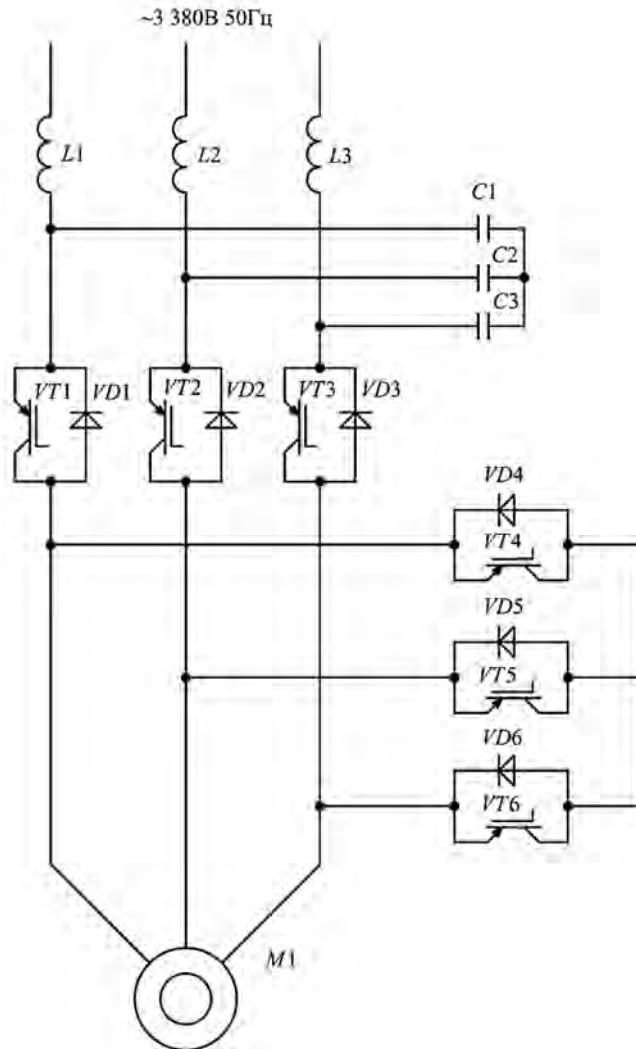 ~3 380В 50Гц
L1
L2
L3
C1
C2
C3
VT1
VD1
VT2
VD2
VT3
VD3
VD4
VT4
VD5
VT5
VD6
VT6
M1